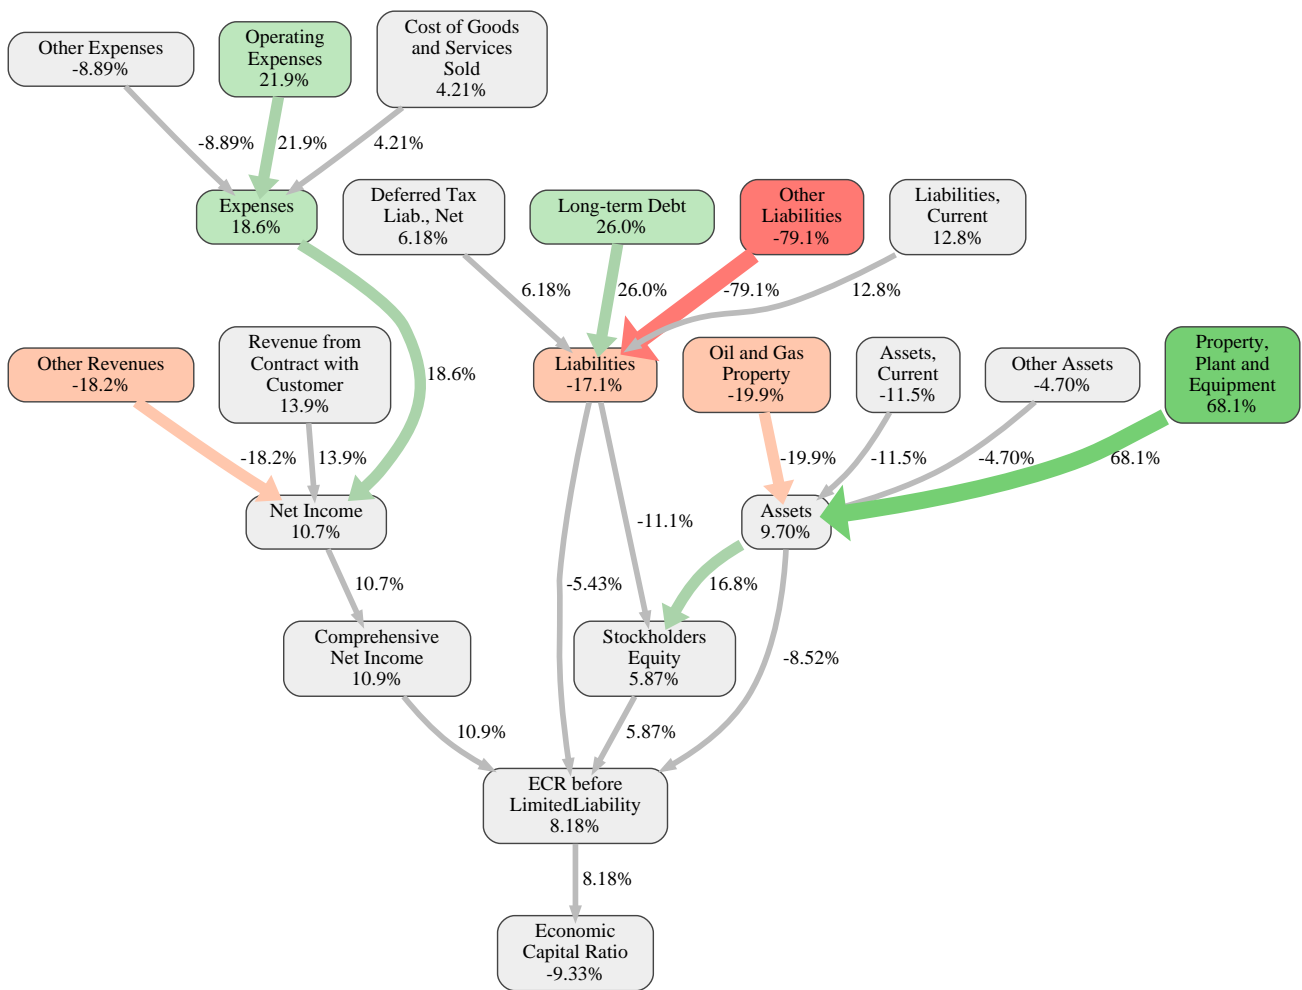 Other Expenses
-8.89%
Operating
Expenses
21.9%
Cost of Goods
and Services
Sold
4.21%
-8.89%
21.9%
4.21%
Expenses
18.6%
Deferred Tax
Liab., Net
6.18%
Long-term Debt
26.0%
Other
Liabilities
-79.1%
Liabilities,
Current
12.8%
6.18%
26.0%
-79.1%
12.8%
Other Revenues
-18.2%
Revenue from
Contract with
Customer
13.9%
18.6%
Liabilities
-17.1%
Oil and Gas
Property
-19.9%
Assets,
Current
-11.5%
Other Assets
-4.70%
Property,
Plant and
Equipment
68.1%
-18.2%
13.9%
-19.9%
-11.5%
-4.70%
68.1%
Net Income
10.7%
Assets
9.70%
-11.1%
10.7%
-5.43%
16.8%
Comprehensive
Net Income
10.9%
Stockholders
Equity
5.87%
-8.52%
10.9%
5.87%
ECR before
LimitedLiability
8.18%
8.18%
Economic
Capital Ratio
-9.33%